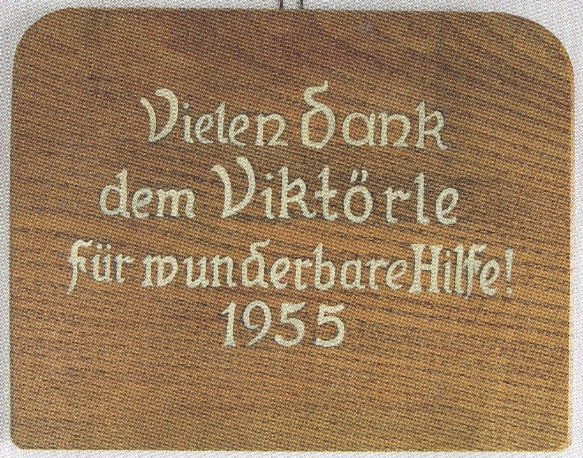 Vielen Dank
dem Viktörle
für wunderbare Hilfe!
1955